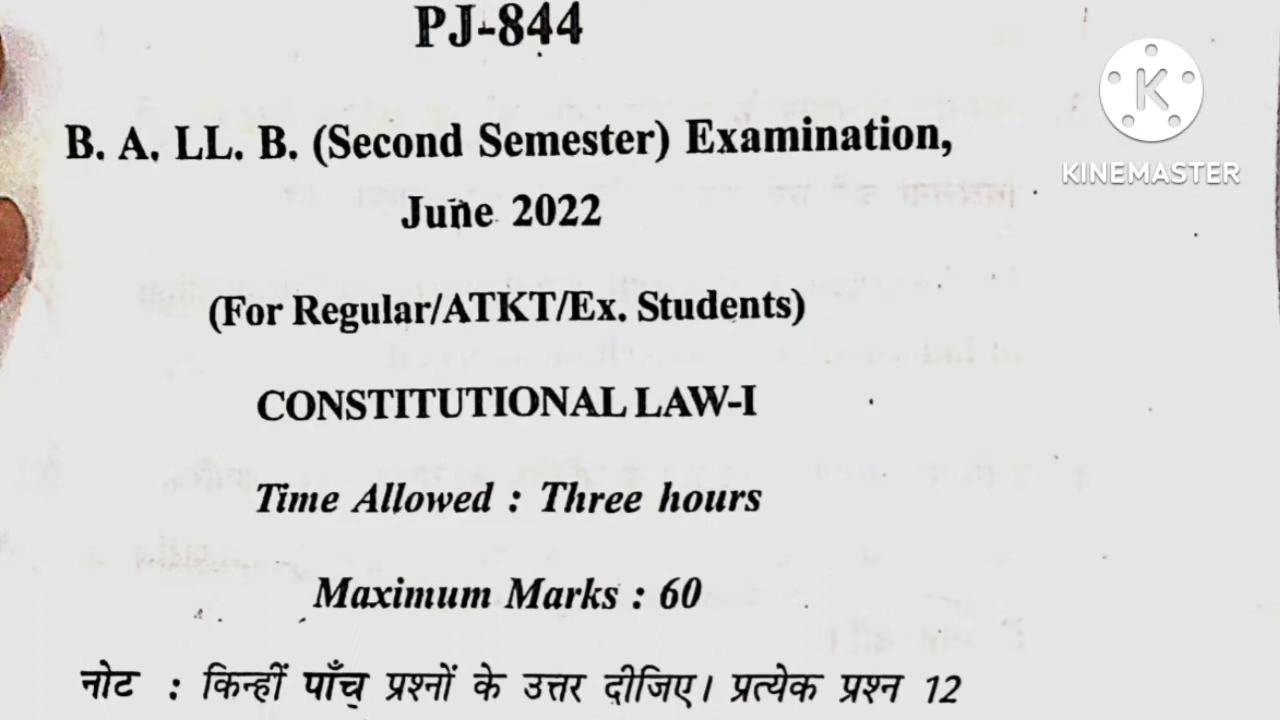 PJ-844
KINEMASTER
B. A. LL. B. (Second Semester) Examination,
June 2022
(For Regular/ATKT/Ex. Students)
CONSTITUTIONAL LAW-I
Time Allowed : Three hours
Maximum Marks : 60
नोट : किन्हीं पाँच प्रश्नों के उत्तर दीजिए। प्रत्येक प्रश्न 12